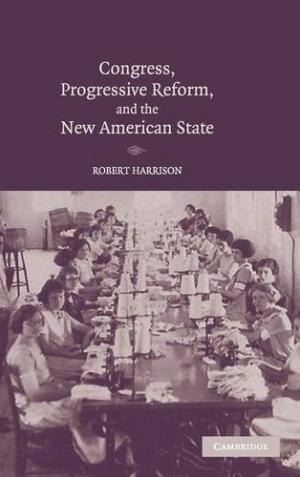 Congress,
Progressive Reform,
and the
New American State
ROBERT HARRISON
CAMBRIDGE